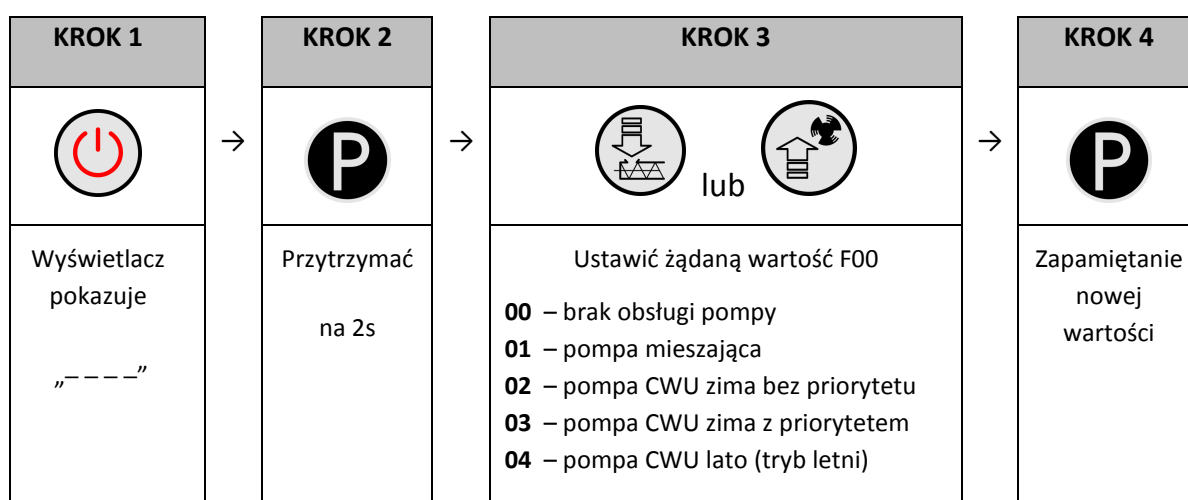 KROK 1
KROK 2
KROK 3
KROK 4
P
lub
P
Wyświetlacz
pokazuje
„– – – –”
Przytrzymać
na 2s
Ustawić żądaną wartość F00
00 – brak obsługi pompy
01 – pompa mieszająca
02 – pompa CWU zima bez priorytetu
03 – pompa CWU zima z priorytetem
04 – pompa CWU lato (tryb letni)
Zapamiętanie
nowej
wartości